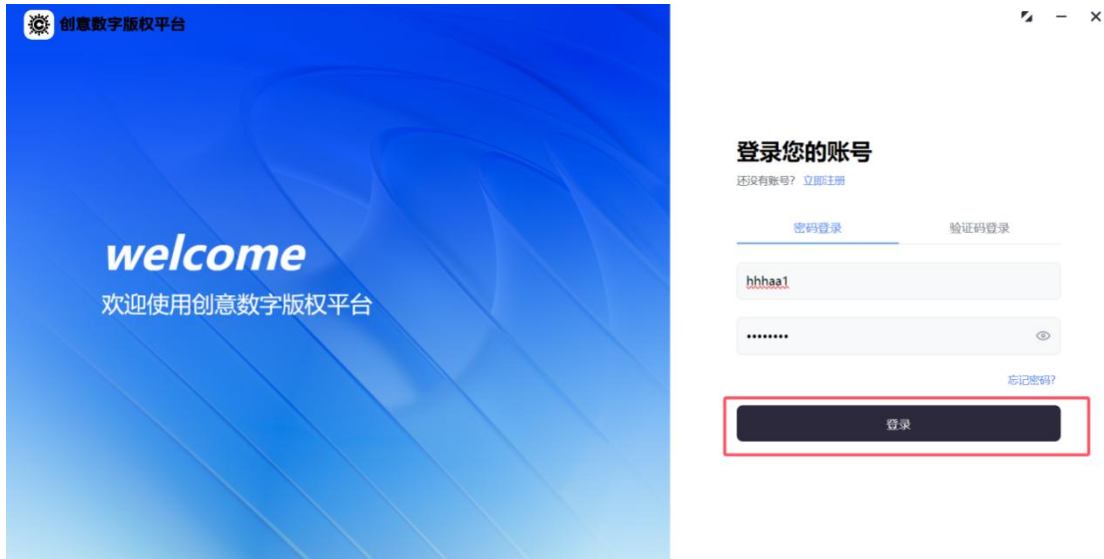 创意数字版权平台
welcome
欢迎使用创意数字版权平台
登录您的账号
还没有账号? 立即注册
密码登录 验证码登录
hhhaa1
••••••••
忘记密码?
登录